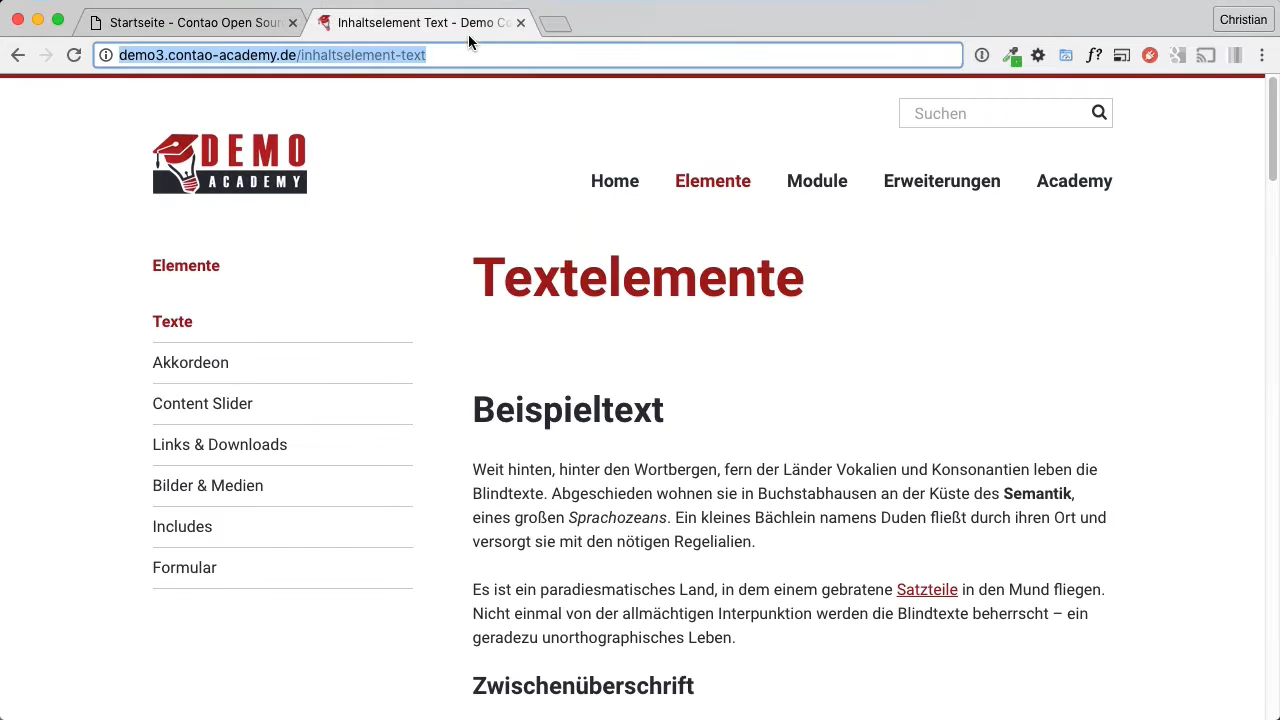 Startseite - Contao Open Sour
Inhaltselement Text - Demo Co
Christian
demo3.contao-academy.de/inhaltselement-text
f?
Suchen
DEMO
ACADEMY
Home Elemente Module Erweiterungen Academy
Elemente
Texte
Akkordeon
Content Slider
Links & Downloads
Bilder & Medien
Includes
Formular
Textelemente
Beispieltext
Weit hinten, hinter den Wortbergen, fern der Länder Vokalien und Konsonantien leben die
Blindtexte. Abgeschieden wohnen sie in Buchstabhausen an der Küste des Semantik,
eines großen Sprachozeans. Ein kleines Bächlein namens Duden fließt durch ihren Ort und
versorgt sie mit den nötigen Regelialien.
Es ist ein paradiesmatisches Land, in dem einem gebratene Satzteile in den Mund fliegen.
Nicht einmal von der allmächtigen Interpunktion werden die Blindtexte beherrscht – ein
geradezu unorthographisches Leben.
Zwischenüberschrift